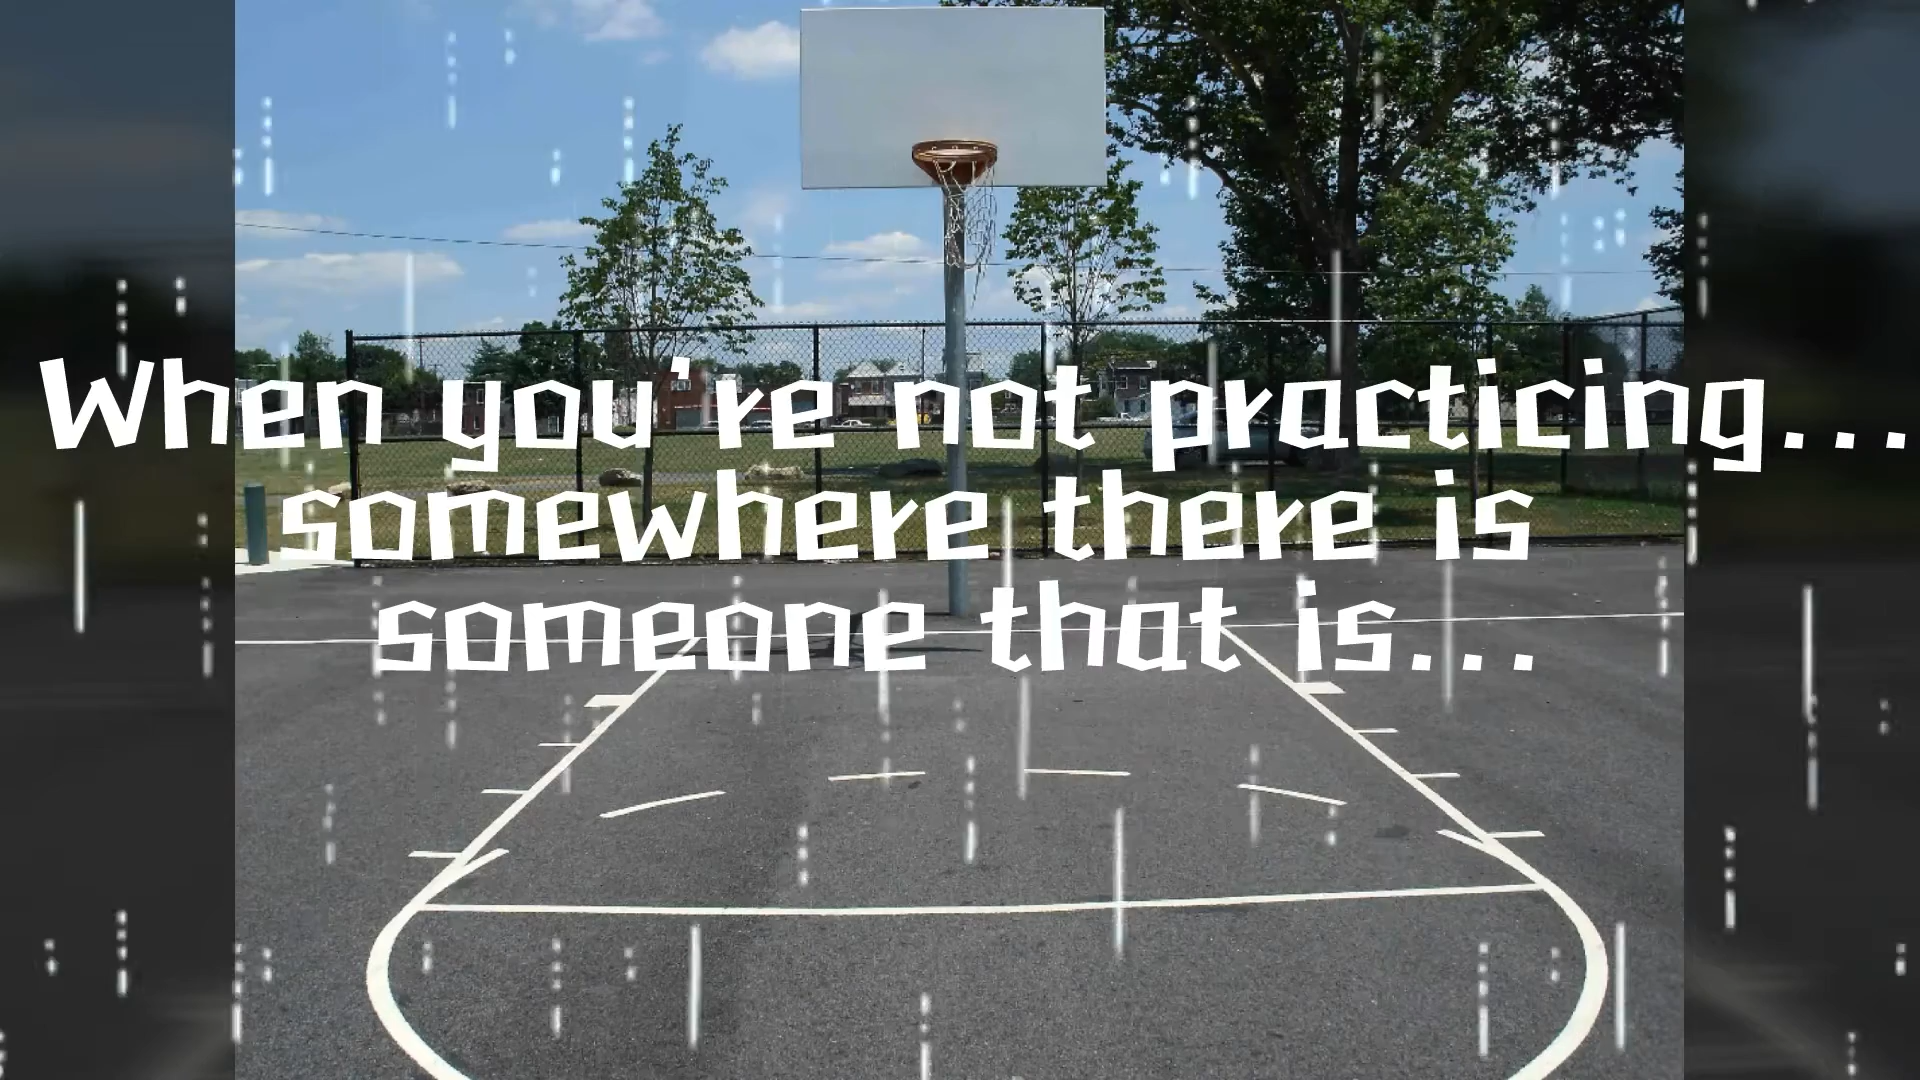 When you're not practicing...
somewhere there is
someone that is...